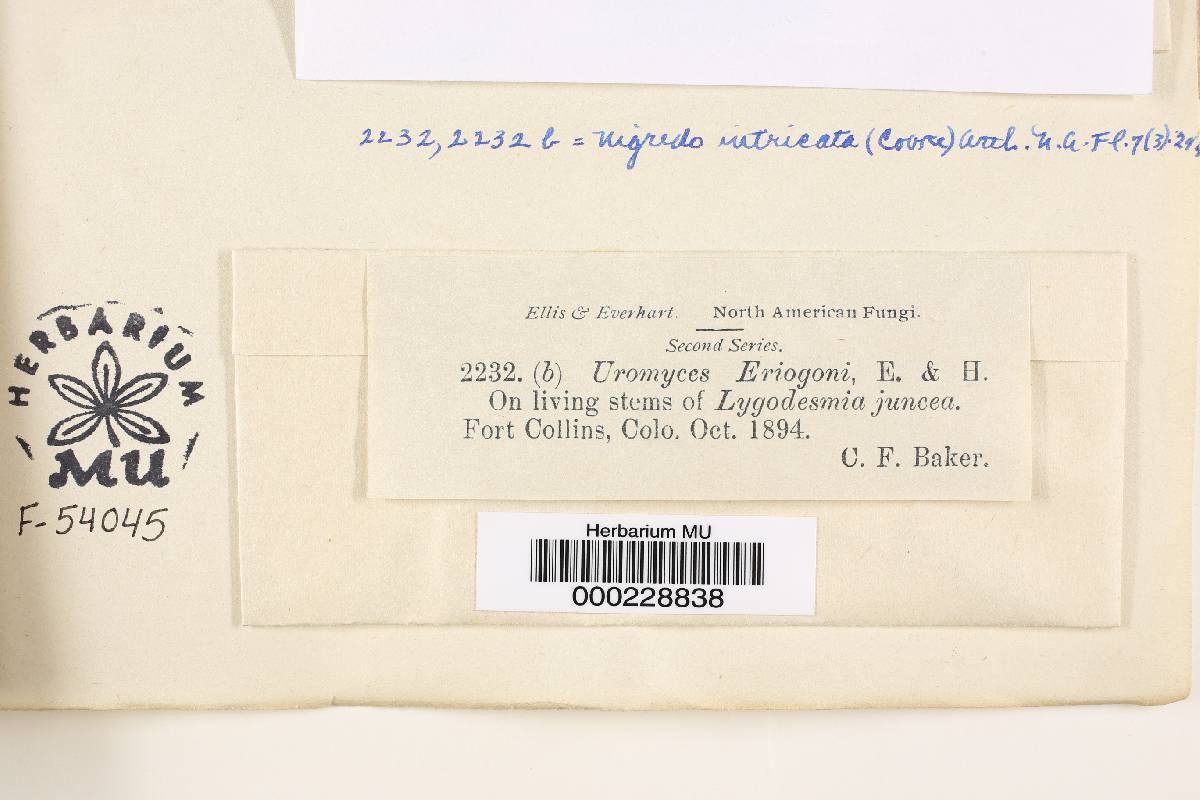 2232, 2232 b = Nigredo intricata (Cooke) Arth. N.A. Fl. 7(3):
HERBARIUM
MU
F-54045
Ellis & Everhart. North American Fungi.
Second Series.
2232. (b) Uromyces Eriogoni, E. & H.
On living stems of Lygodesmia juncea.
Fort Collins, Colo. Oct. 1894.
C. F. Baker.
Herbarium MU
000228838